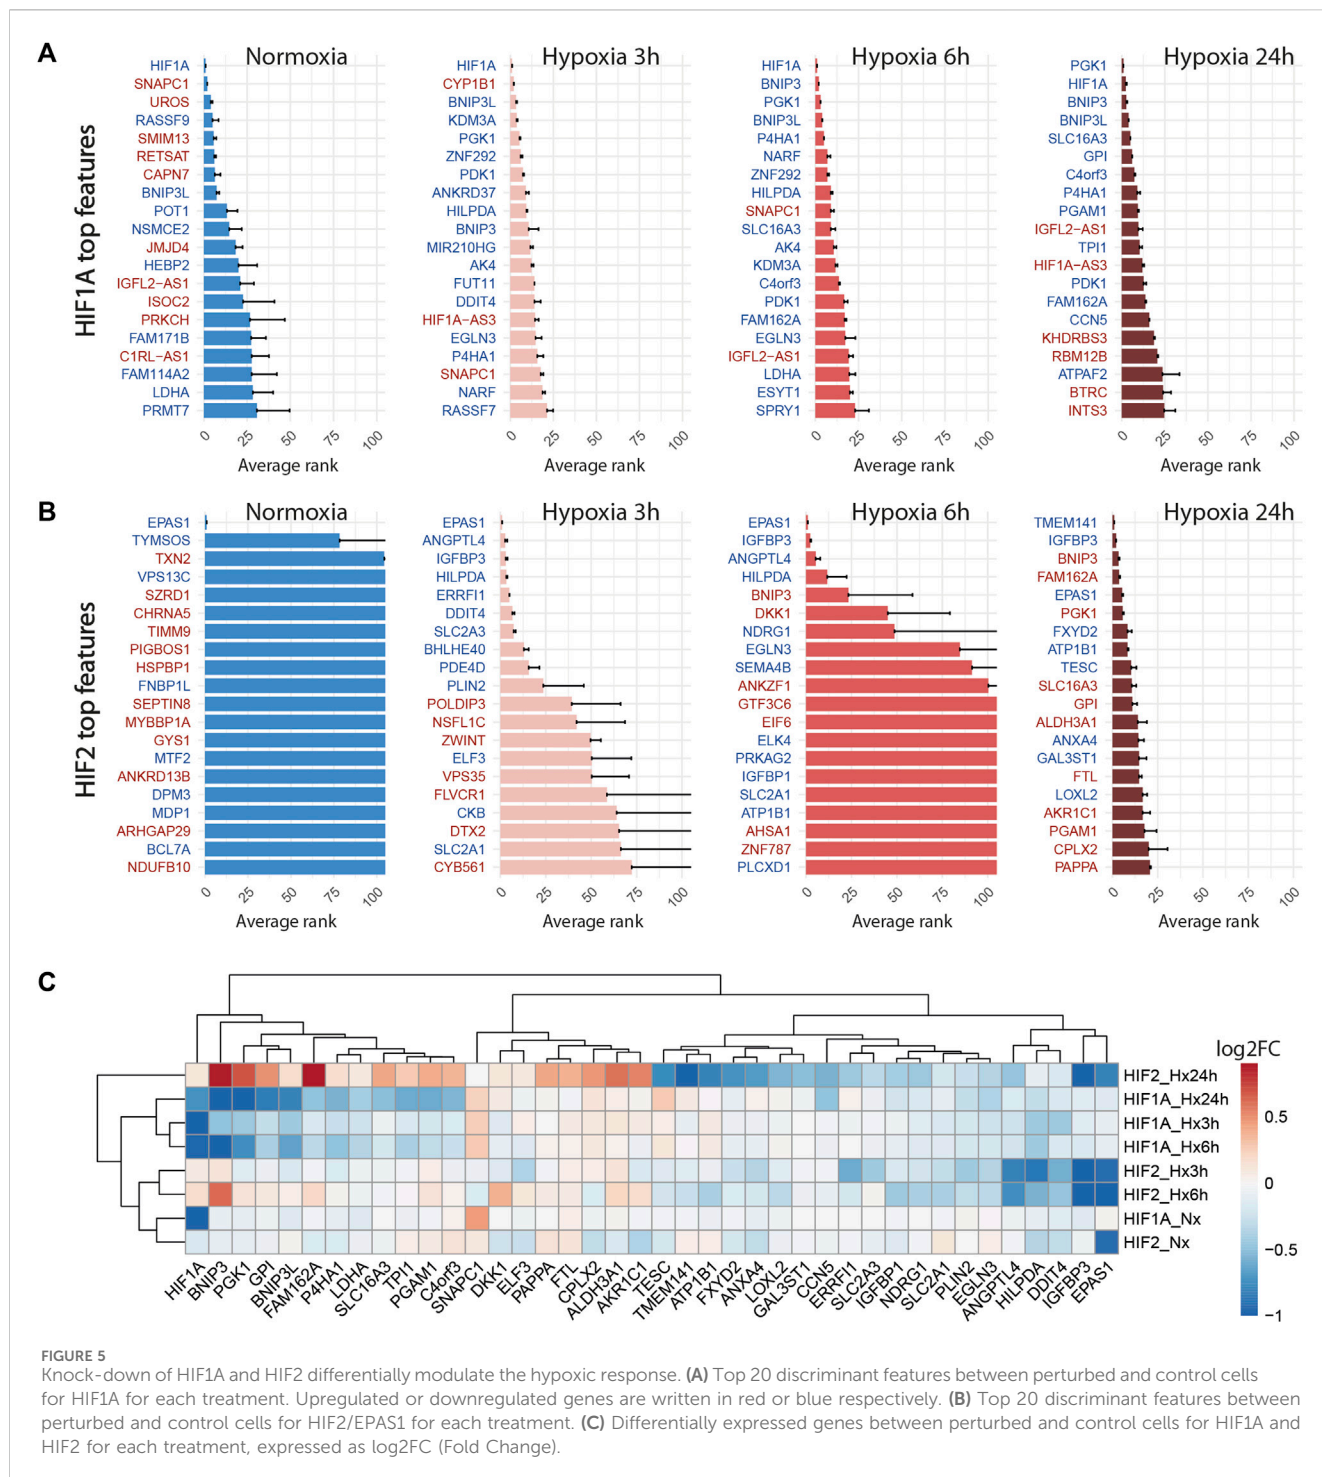 A
HIF1A top features
Normoxia
HIF1A
SNAPC1
UROS
RASSF9
SMIM13
RETSAT
CAPN7
BNIP3L
POT1
NSMCE2
JMJD4
HEBP2
IGFL2−AS1
ISOC2
PRKCH
FAM171B
C1RL−AS1
FAM114A2
LDHA
PRMT7
0 25 50 75 100
Average rank
Hypoxia 3h
HIF1A
CYP1B1
BNIP3L
KDM3A
PGK1
ZNF292
PDK1
ANKRD37
HILPDA
BNIP3
MIR210HG
AK4
FUT11
DDIT4
HIF1A−AS3
EGLN3
P4HA1
SNAPC1
NARF
RASSF7
0 25 50 75 100
Average rank
Hypoxia 6h
HIF1A
BNIP3
PGK1
BNIP3L
P4HA1
NARF
ZNF292
HILPDA
SNAPC1
SLC16A3
AK4
KDM3A
C4orf3
PDK1
FAM162A
EGLN3
IGFL2−AS1
LDHA
ESYT1
SPRY1
0 25 50 75 100
Average rank
Hypoxia 24h
PGK1
HIF1A
BNIP3
BNIP3L
SLC16A3
GPI
C4orf3
P4HA1
PGAM1
IGFL2−AS1
TPI1
HIF1A−AS3
PDK1
FAM162A
CCN5
KHDRBS3
RBM12B
ATPAF2
BTRC
INTS3
0 25 50 75 100
Average rank
B
HIF2 top features
Normoxia
EPAS1
TYMSOS
TXN2
VPS13C
SZRD1
CHRNA5
TIMM9
PIGBOS1
HSPBP1
FNBP1L
SEPTIN8
MYBBP1A
GYS1
MTF2
ANKRD13B
DPM3
MDP1
ARHGAP29
BCL7A
NDUFB10
0 25 50 75 100
Average rank
Hypoxia 3h
EPAS1
ANGPTL4
IGFBP3
HILPDA
ERRFI1
DDIT4
SLC2A3
BHLHE40
PDE4D
PLIN2
POLDIP3
NSFL1C
ZWINT
ELF3
VPS35
FLVCR1
CKB
DTX2
SLC2A1
CYB561
0 25 50 75 100
Average rank
Hypoxia 6h
EPAS1
IGFBP3
ANGPTL4
HILPDA
BNIP3
DKK1
NDRG1
EGLN3
SEMA4B
ANKZF1
GTF3C6
EIF6
ELK4
PRKAG2
IGFBP1
SLC2A1
ATP1B1
AHSA1
ZNF787
PLCXD1
0 25 50 75 100
Average rank
Hypoxia 24h
TMEM141
IGFBP3
BNIP3
FAM162A
EPAS1
PGK1
FXYD2
ATP1B1
TESC
SLC16A3
GPI
ALDH3A1
ANXA4
GAL3ST1
FTL
LOXL2
AKR1C1
PGAM1
CPLX2
PAPPA
0 25 50 75 100
Average rank
C
log2FC
0.5
0
−0.5
−1
HIF2_Hx24h
HIF1A_Hx24h
HIF1A_Hx3h
HIF1A_Hx6h
HIF2_Hx3h
HIF2_Hx6h
HIF1A_Nx
HIF2_Nx
HIF1A
BNIP3
PGK1
GPI
BNIP3L
FAM162A
P4HA1
LDHA
SLC16A3
TPI1
PGAM1
C4orf3
SNAPC1
DKK1
ELF3
PAPPA
FTL
CPLX2
ALDH3A1
AKR1C1
TESC
TMEM141
ATP1B1
FXYD2
ANXA4
LOXL2
GAL3ST1
CCN5
ERRFI1
SLC2A3
IGFBP1
NDRG1
SLC2A1
PLIN2
EGLN3
ANGPTL4
HILPDA
DDIT4
IGFBP3
EPAS1
FIGURE 5
Knock-down of HIF1A and HIF2 differentially modulate the hypoxic response. (A) Top 20 discriminant features between perturbed and control cells
for HIF1A for each treatment. Upregulated or downregulated genes are written in red or blue respectively. (B) Top 20 discriminant features between
perturbed and control cells for HIF2/EPAS1 for each treatment. (C) Differentially expressed genes between perturbed and control cells for HIF1A and
HIF2 for each treatment, expressed as log2FC (Fold Change).